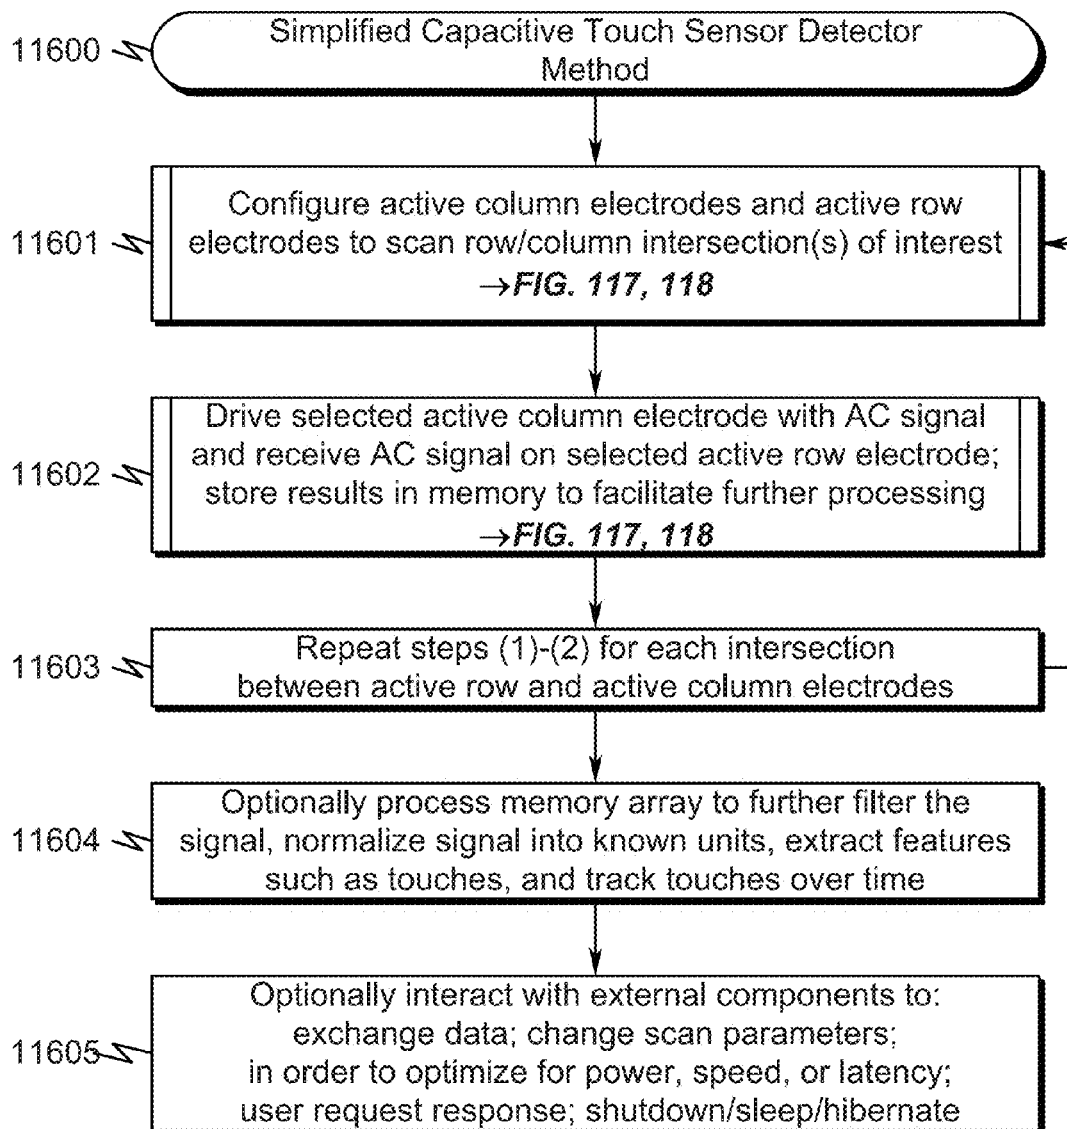 11600
Simplified Capacitive Touch Sensor Detector
Method
11601
Configure active column electrodes and active row
electrodes to scan row/column intersection(s) of interest
→FIG. 117, 118
11602
Drive selected active column electrode with AC signal
and receive AC signal on selected active row electrode;
store results in memory to facilitate further processing
→FIG. 117, 118
11603
Repeat steps (1)-(2) for each intersection
between active row and active column electrodes
11604
Optionally process memory array to further filter the
signal, normalize signal into known units, extract features
such as touches, and track touches over time
11605
Optionally interact with external components to:
exchange data; change scan parameters;
in order to optimize for power, speed, or latency;
user request response; shutdown/sleep/hibernate